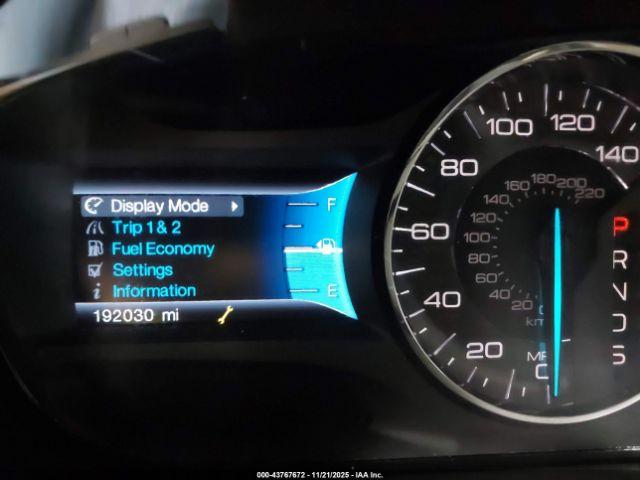 Display Mode
Trip 1 & 2
Fuel Economy
Settings
Information
192030 mi
F
E
140
120
100
80
60
40
20
0
220
200
180
160
140
120
100
80
60
40
20
km
P
R
N
D
S
000-43767672 - 11/21/2025 - IAA Inc.